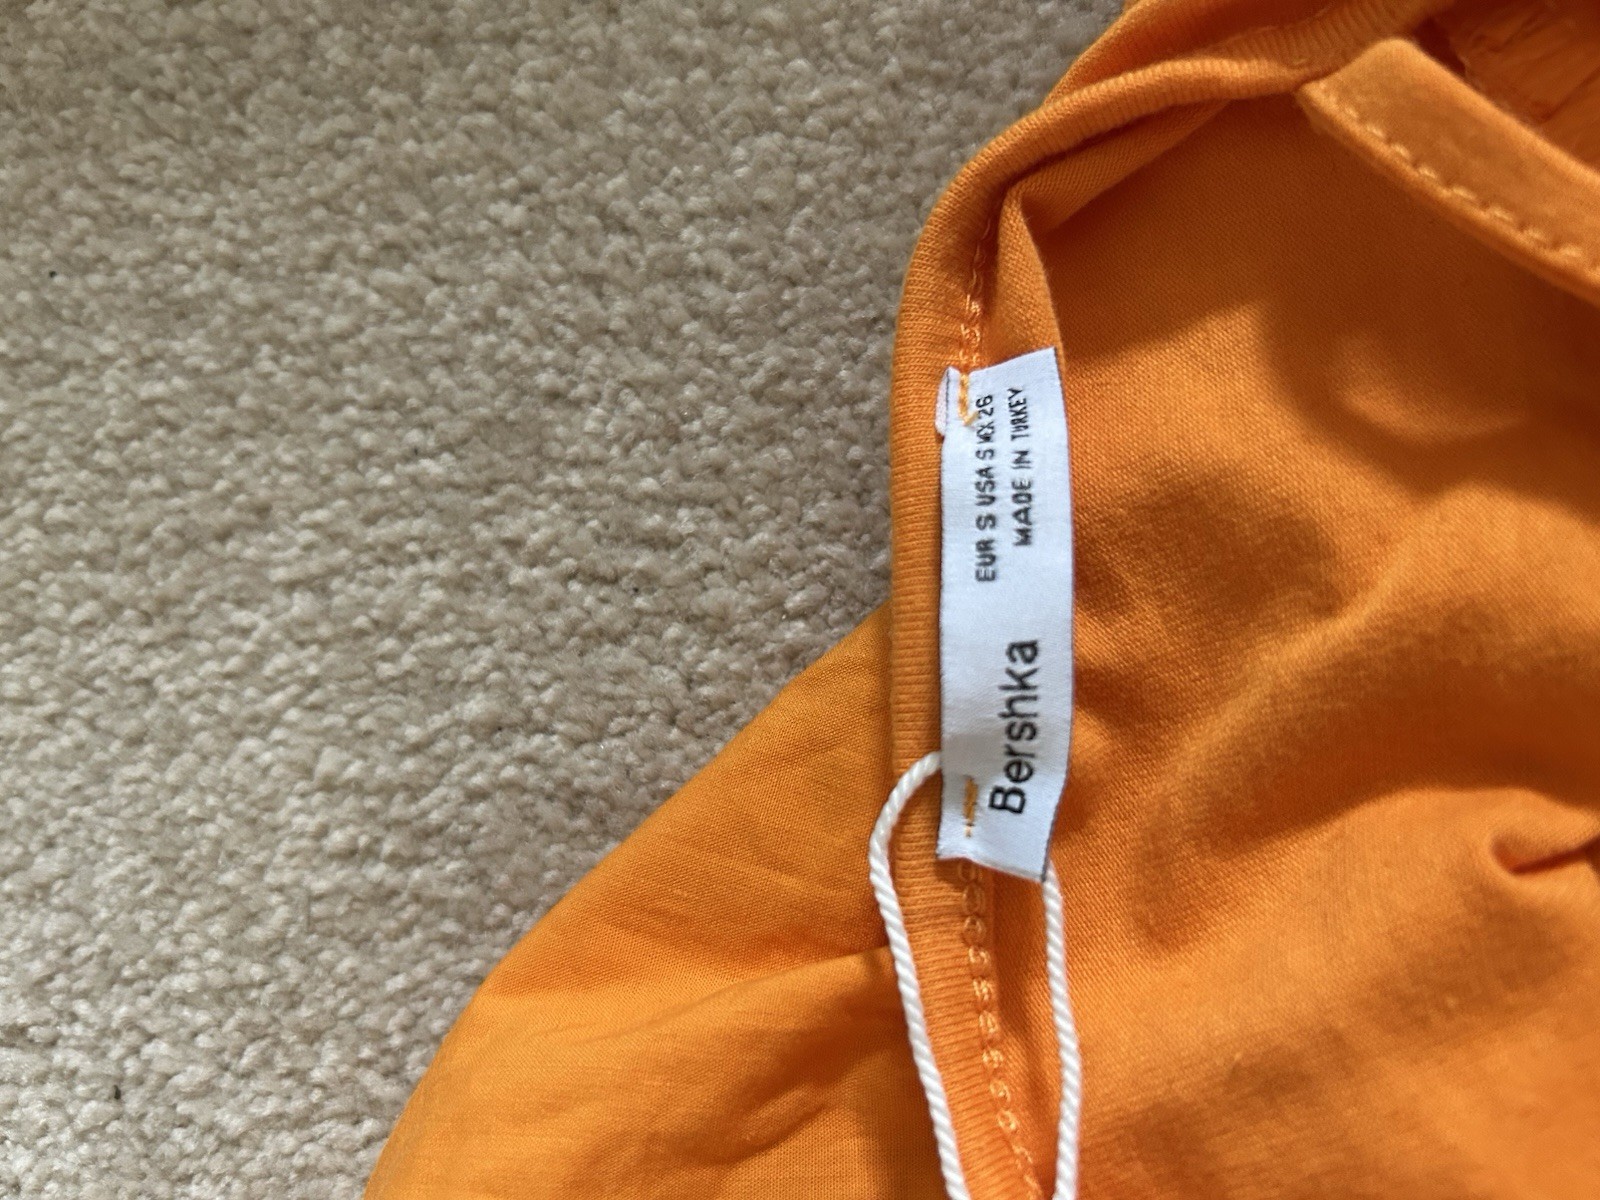 Bershka
EUR S USA S MEX 26
MADE IN TURKEY